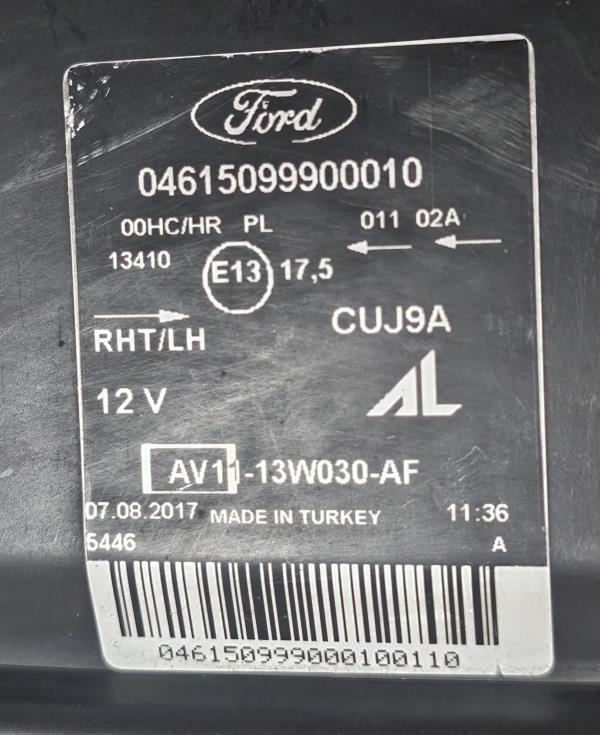 Ford
04615099900010
00HC/HR PL 011 02A
13410 E13 17,5
RHT/LH CUJ9A
12 V AL
AV11-13W030-AF
07.08.2017 MADE IN TURKEY 11:36
5446 A
046150999000100110